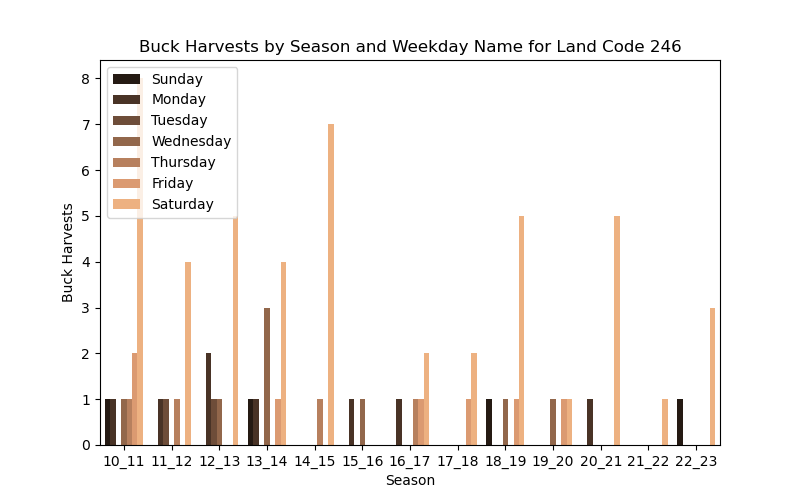 Buck Harvests by Season and Weekday Name for Land Code 246
Sunday
Monday
Tuesday
Wednesday
Thursday
Friday
Saturday
8
7
6
5
4
3
2
1
0
Buck Harvests
10_11 11_12 12_13 13_14 14_15 15_16 16_17 17_18 18_19 19_20 20_21 21_22 22_23
Season